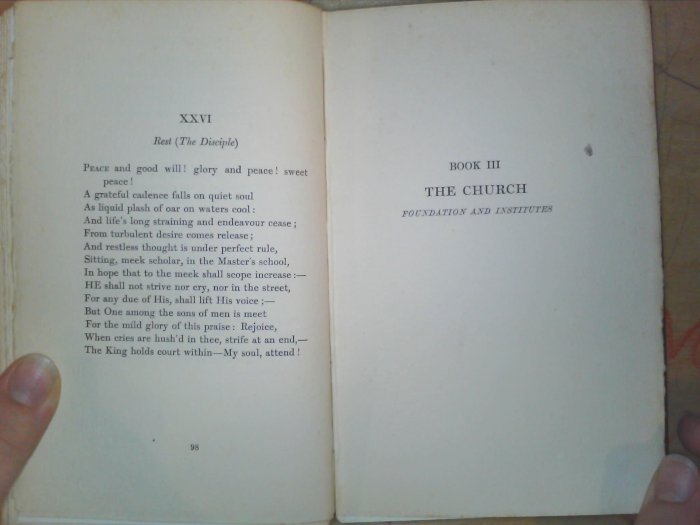 XXVI
Rest (The Disciple)
Peace and good will! glory and peace! sweet
peace!
A grateful cadence falls on quiet soul
As liquid plash of oar on waters cool:
And life's long straining and endeavour cease;
From turbulent desire comes release;
And restless thought is under perfect rule,
Sitting, meek scholar, in the Master's school,
In hope that to the meek shall scope increase:—
HE shall not strive nor cry, nor in the street,
For any due of His, shall lift His voice;—
But One among the sons of men is meet
For the mild glory of this praise: Rejoice,
When cries are hush'd in thee, strife at an end,—
The King holds court within—My soul, attend!
98
BOOK III
THE CHURCH
FOUNDATION AND INSTITUTES